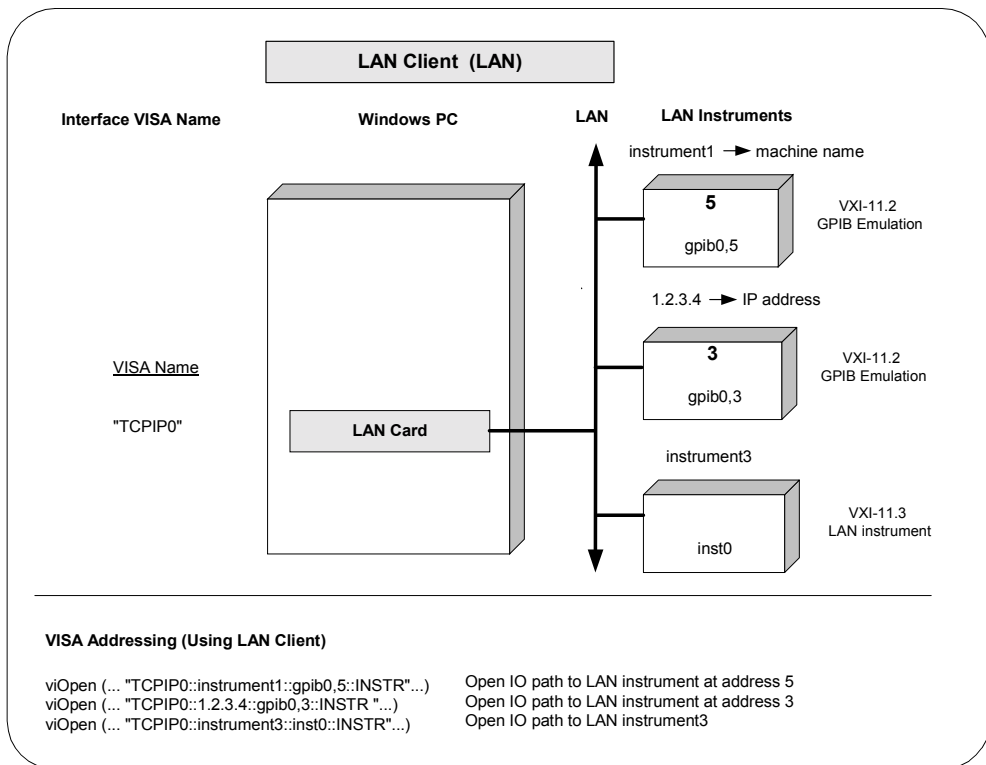 LAN Client (LAN)
Interface VISA Name
Windows PC
LAN
LAN Instruments
instrument1 machine name
5
gpib0,5
VXI-11.2
GPIB Emulation
1.2.3.4 IP address
3
gpib0,3
VXI-11.2
GPIB Emulation
VISA Name
"TCPIP0"
LAN Card
instrument3
inst0
VXI-11.3
LAN instrument
VISA Addressing (Using LAN Client)
viOpen (... "TCPIP0::instrument1::gpib0,5::INSTR"...) Open IO path to LAN instrument at address 5
viOpen (... "TCPIP0::1.2.3.4::gpib0,3::INSTR "...) Open IO path to LAN instrument at address 3
viOpen (... "TCPIP0::instrument3::inst0::INSTR"...) Open IO path to LAN instrument3